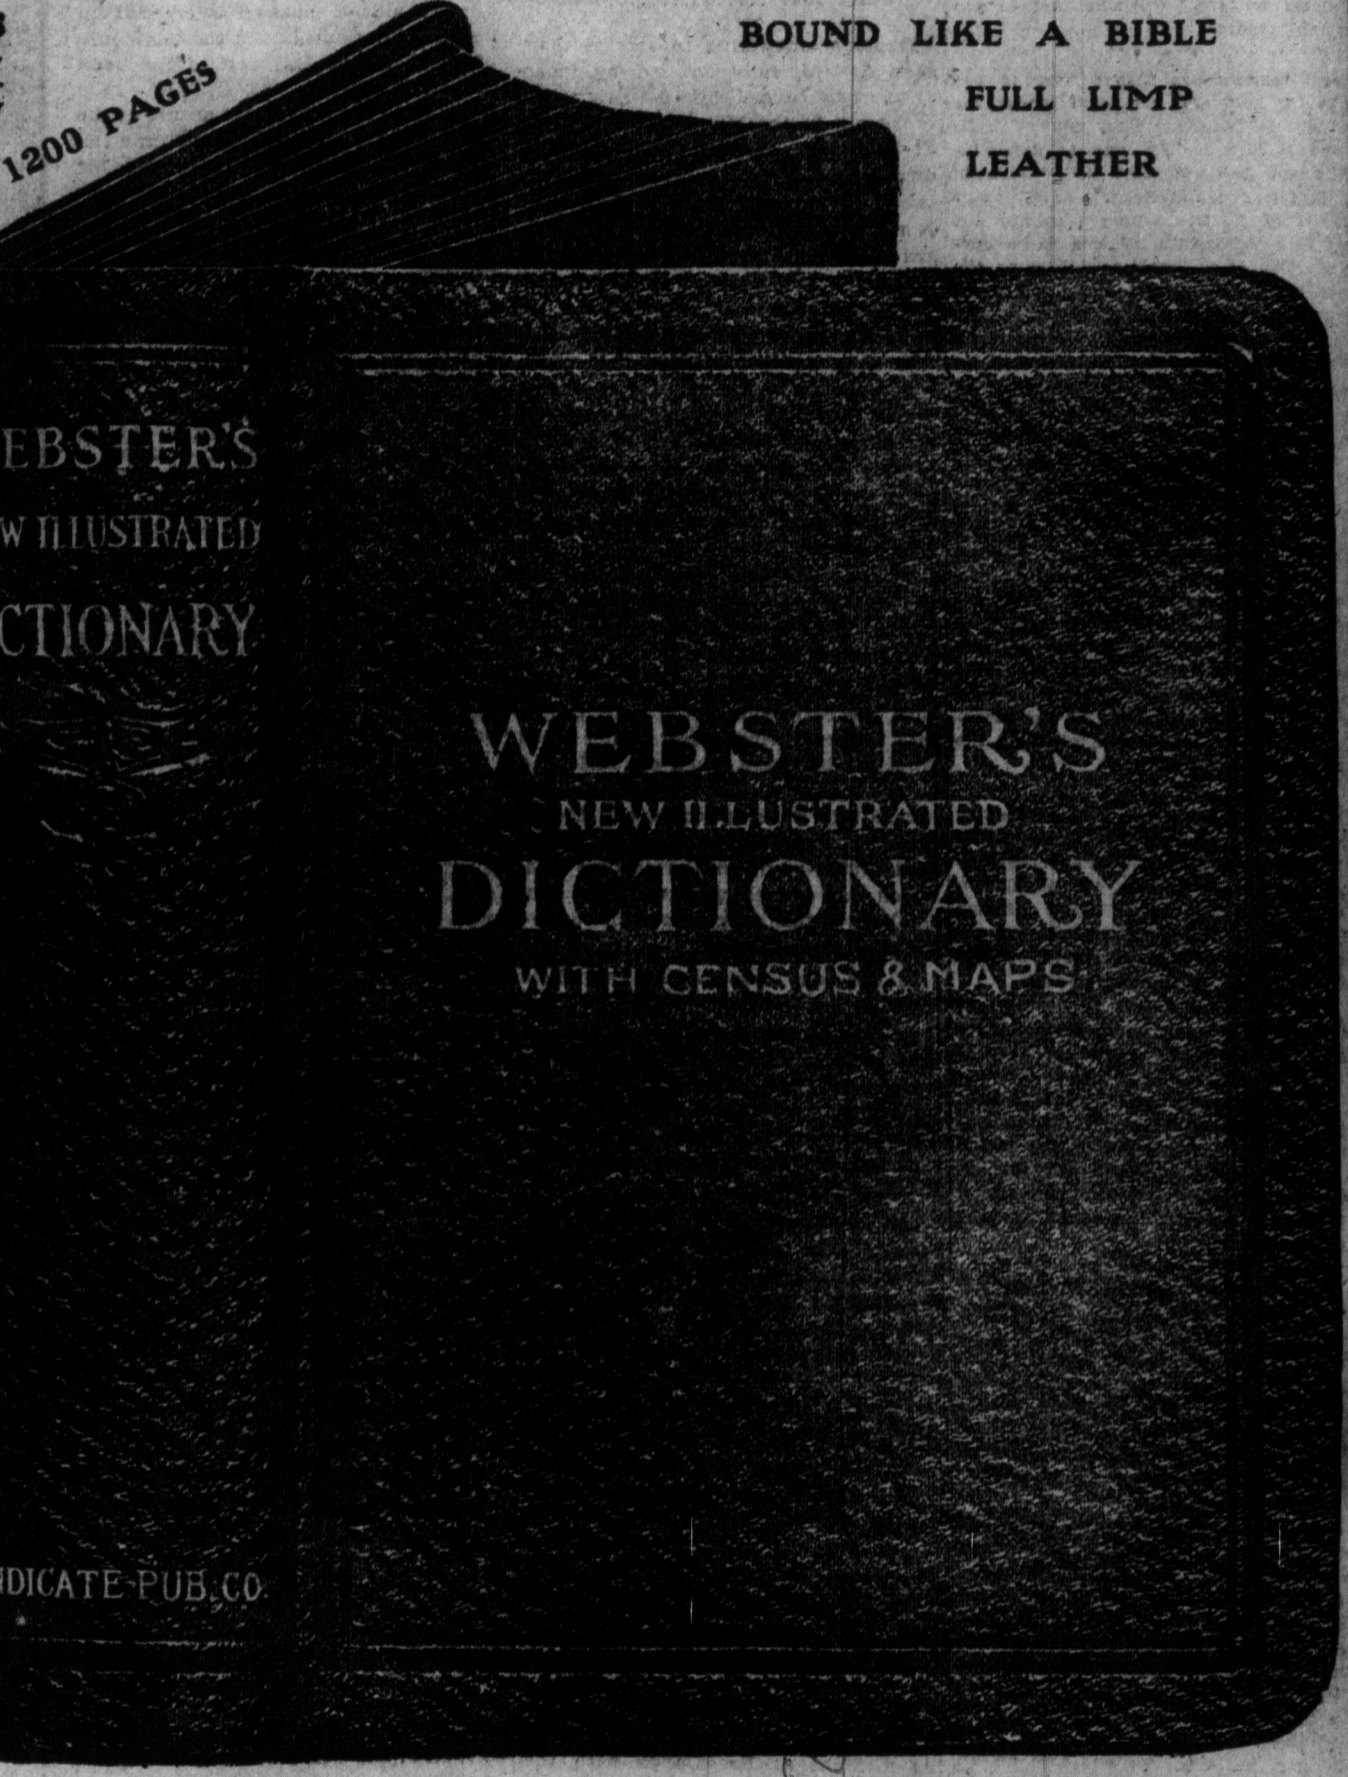 BOUND LIKE A BIBLE
FULL LIMP
LEATHER
1200 PAGES
EBSTER'S
W ILLUSTRATED
CTIONARY
DICATE-PUB.CO.
WEBSTER'S
NEW ILLUSTRATED
DICTIONARY
WITH CENSUS & MAPS